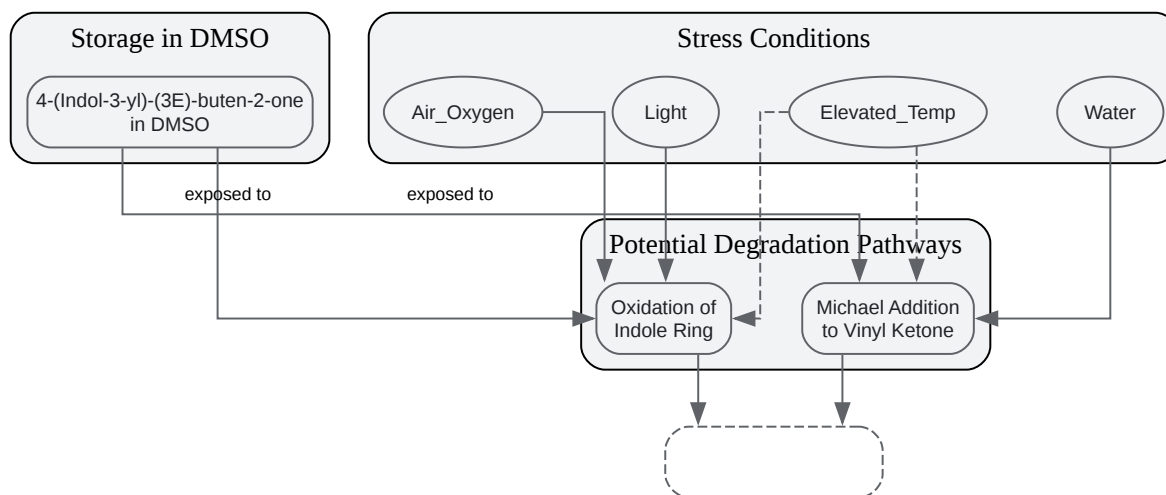 Storage in DMSO
Stress Conditions
4-(Indol-3-yl)-(3E)-buten-2-one
in DMSO
Air_Oxygen
Light
Elevated_Temp
Water
exposed to
exposed to
Potential Degradation Pathways
Oxidation of
Indole Ring
Michael Addition
to Vinyl Ketone